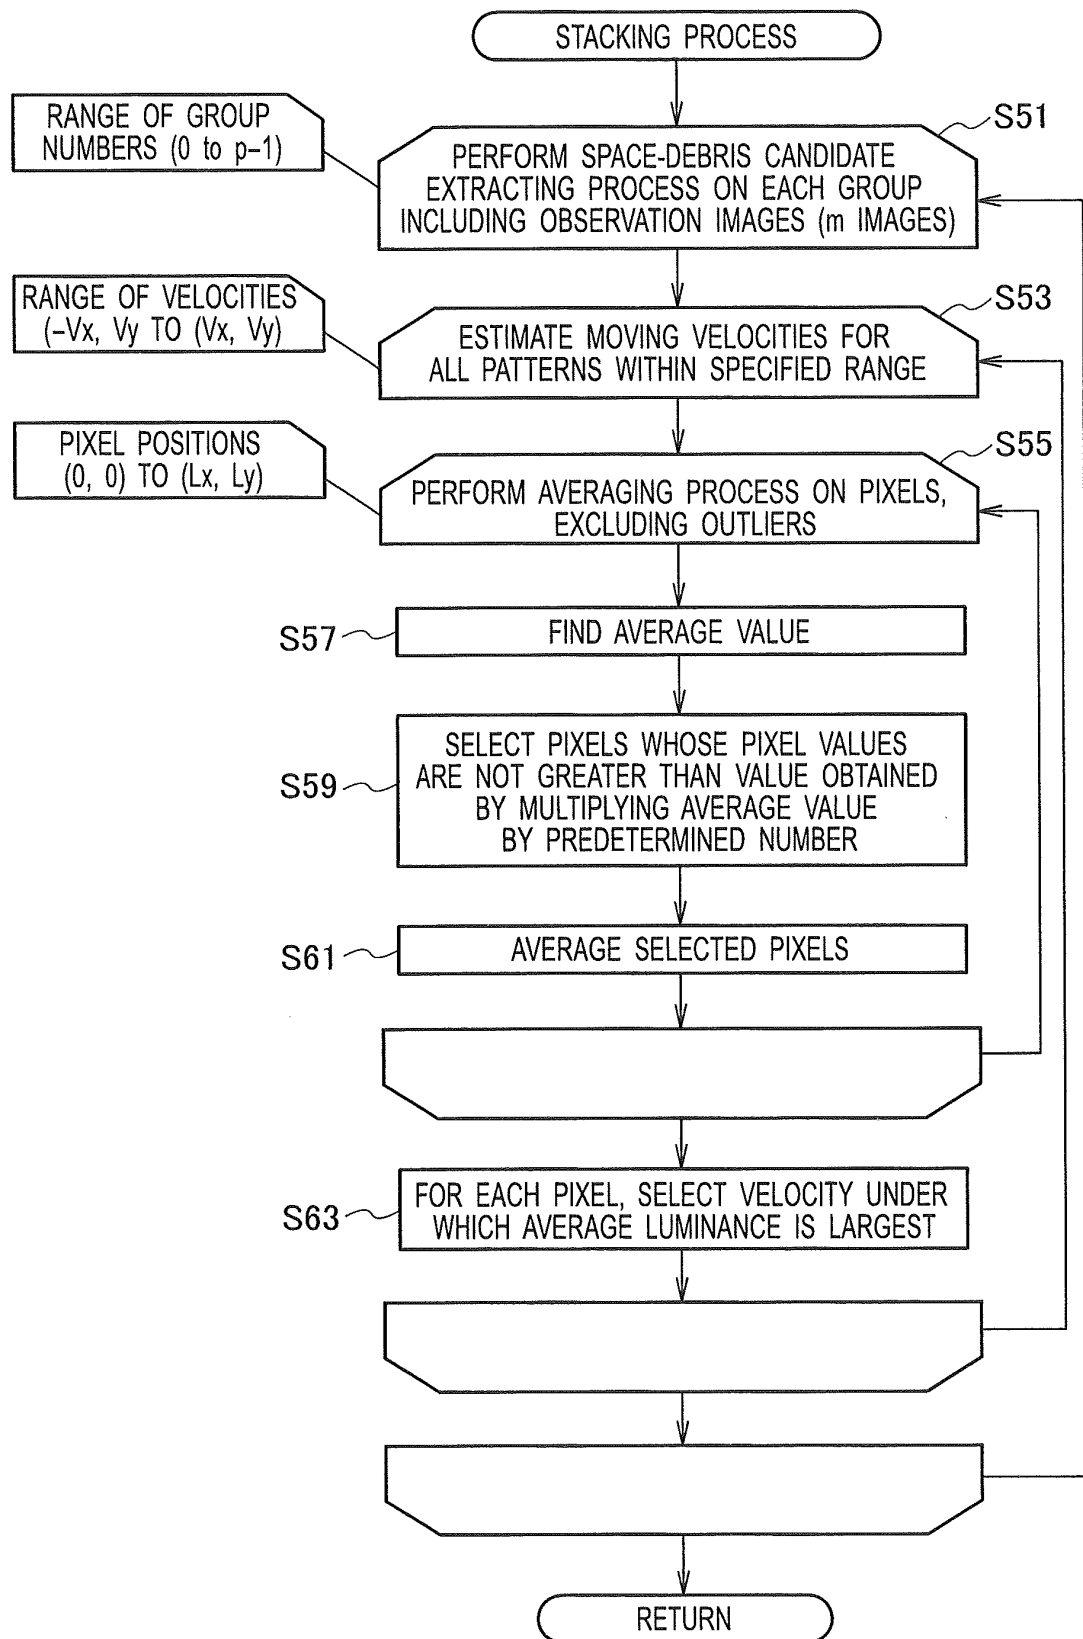 STACKING PROCESS
RANGE OF GROUP
NUMBERS (0 to p-1)
S51
PERFORM SPACE-DEBRIS CANDIDATE
EXTRACTING PROCESS ON EACH GROUP
INCLUDING OBSERVATION IMAGES (m IMAGES)
RANGE OF VELOCITIES
(-Vx, Vy TO (Vx, Vy)
S53
ESTIMATE MOVING VELOCITIES FOR
ALL PATTERNS WITHIN SPECIFIED RANGE
PIXEL POSITIONS
(0, 0) TO (Lx, Ly)
S55
PERFORM AVERAGING PROCESS ON PIXELS,
EXCLUDING OUTLIERS
S57
FIND AVERAGE VALUE
S59
SELECT PIXELS WHOSE PIXEL VALUES
ARE NOT GREATER THAN VALUE OBTAINED
BY MULTIPLYING AVERAGE VALUE
BY PREDETERMINED NUMBER
S61
AVERAGE SELECTED PIXELS
S63
FOR EACH PIXEL, SELECT VELOCITY UNDER
WHICH AVERAGE LUMINANCE IS LARGEST
RETURN